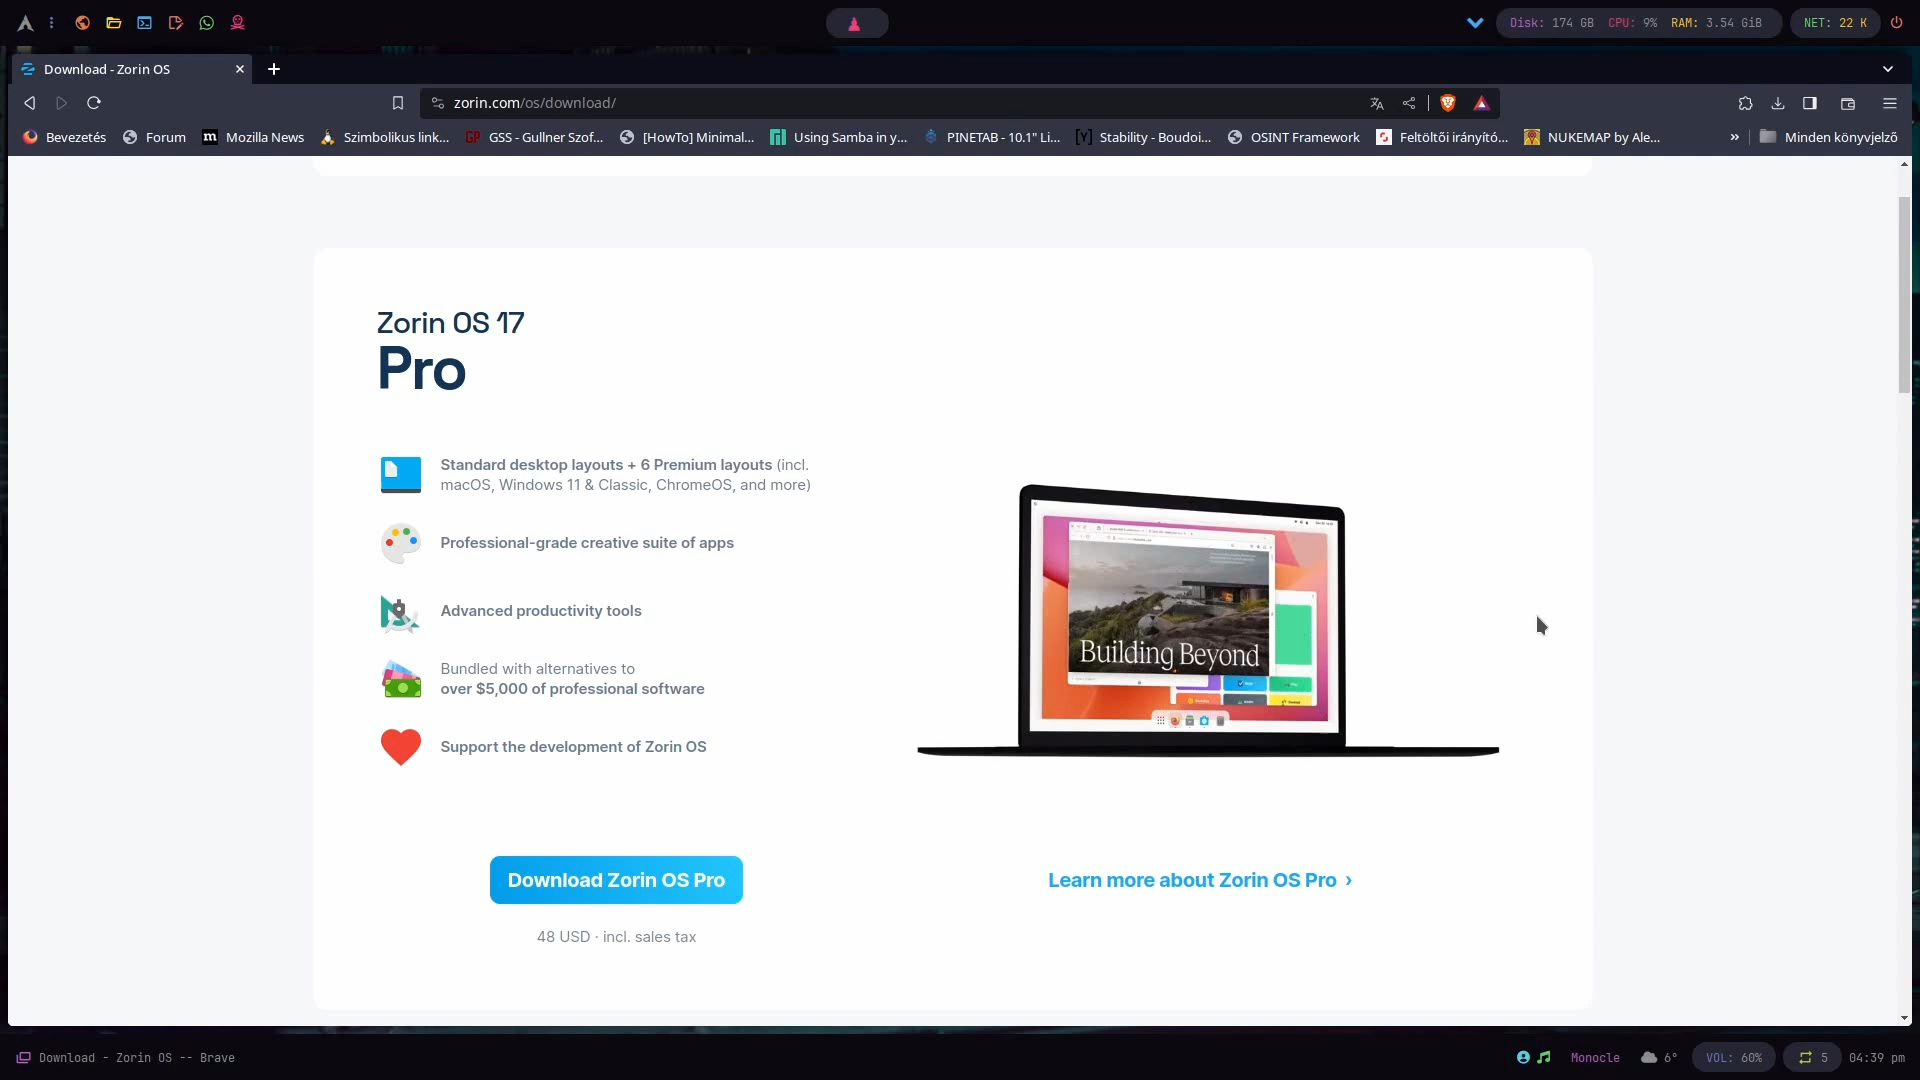 Disk: 174 GB CPU: 9% RAM: 3.54 GiB NET: 22 K
Download - Zorin OS
zorin.com/os/download/
Bevezetés Forum Mozilla News Szimbolikus link... GSS - Gullner Szof... [HowTo] Minimal... Using Samba in y... PINETAB - 10.1" Li... Stability - Boudoi... OSINT Framework Feltöltői irányító... NUKEMAP by Ale... » Minden könyvjelző
Zorin OS 17
Pro
Standard desktop layouts + 6 Premium layouts (incl.
macOS, Windows 11 & Classic, ChromeOS, and more)
Professional-grade creative suite of apps
Advanced productivity tools
Bundled with alternatives to
over $5,000 of professional software
Support the development of Zorin OS
Building Beyond
Download Zorin OS Pro
Learn more about Zorin OS Pro ›
48 USD · incl. sales tax
Download - Zorin OS -- Brave
Monocle 6° VOL: 60% 5 04:39 pm